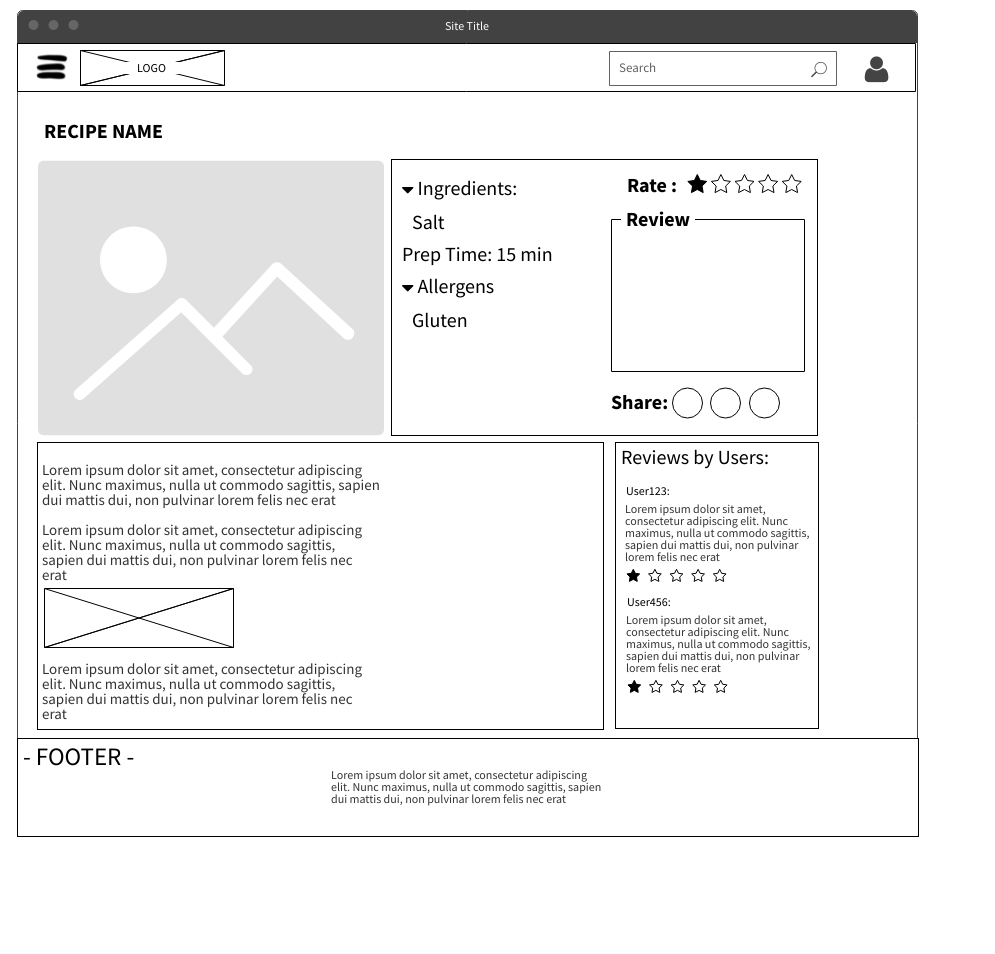 Site Title
LOGO
Search
RECIPE NAME
Ingredients:
Salt
Prep Time: 15 min
Allergens
Gluten
Rate :
Review
Share:
Lorem ipsum dolor sit amet, consectetur adipiscing
elit. Nunc maximus, nulla ut commodo sagittis, sapien
dui mattis dui, non pulvinar lorem felis nec erat
Lorem ipsum dolor sit amet, consectetur adipiscing
elit. Nunc maximus, nulla ut commodo sagittis,
sapien dui mattis dui, non pulvinar lorem felis nec
erat
Lorem ipsum dolor sit amet, consectetur adipiscing
elit. Nunc maximus, nulla ut commodo sagittis,
sapien dui mattis dui, non pulvinar lorem felis nec
erat
Reviews by Users:
User123:
Lorem ipsum dolor sit amet,
consectetur adipiscing elit. Nunc
maximus, nulla ut commodo sagittis,
sapien dui mattis dui, non pulvinar
lorem felis nec erat
User456:
Lorem ipsum dolor sit amet,
consectetur adipiscing elit. Nunc
maximus, nulla ut commodo sagittis,
sapien dui mattis dui, non pulvinar
lorem felis nec erat
- FOOTER -
Lorem ipsum dolor sit amet, consectetur adipiscing
elit. Nunc maximus, nulla ut commodo sagittis, sapien
dui mattis dui, non pulvinar lorem felis nec erat